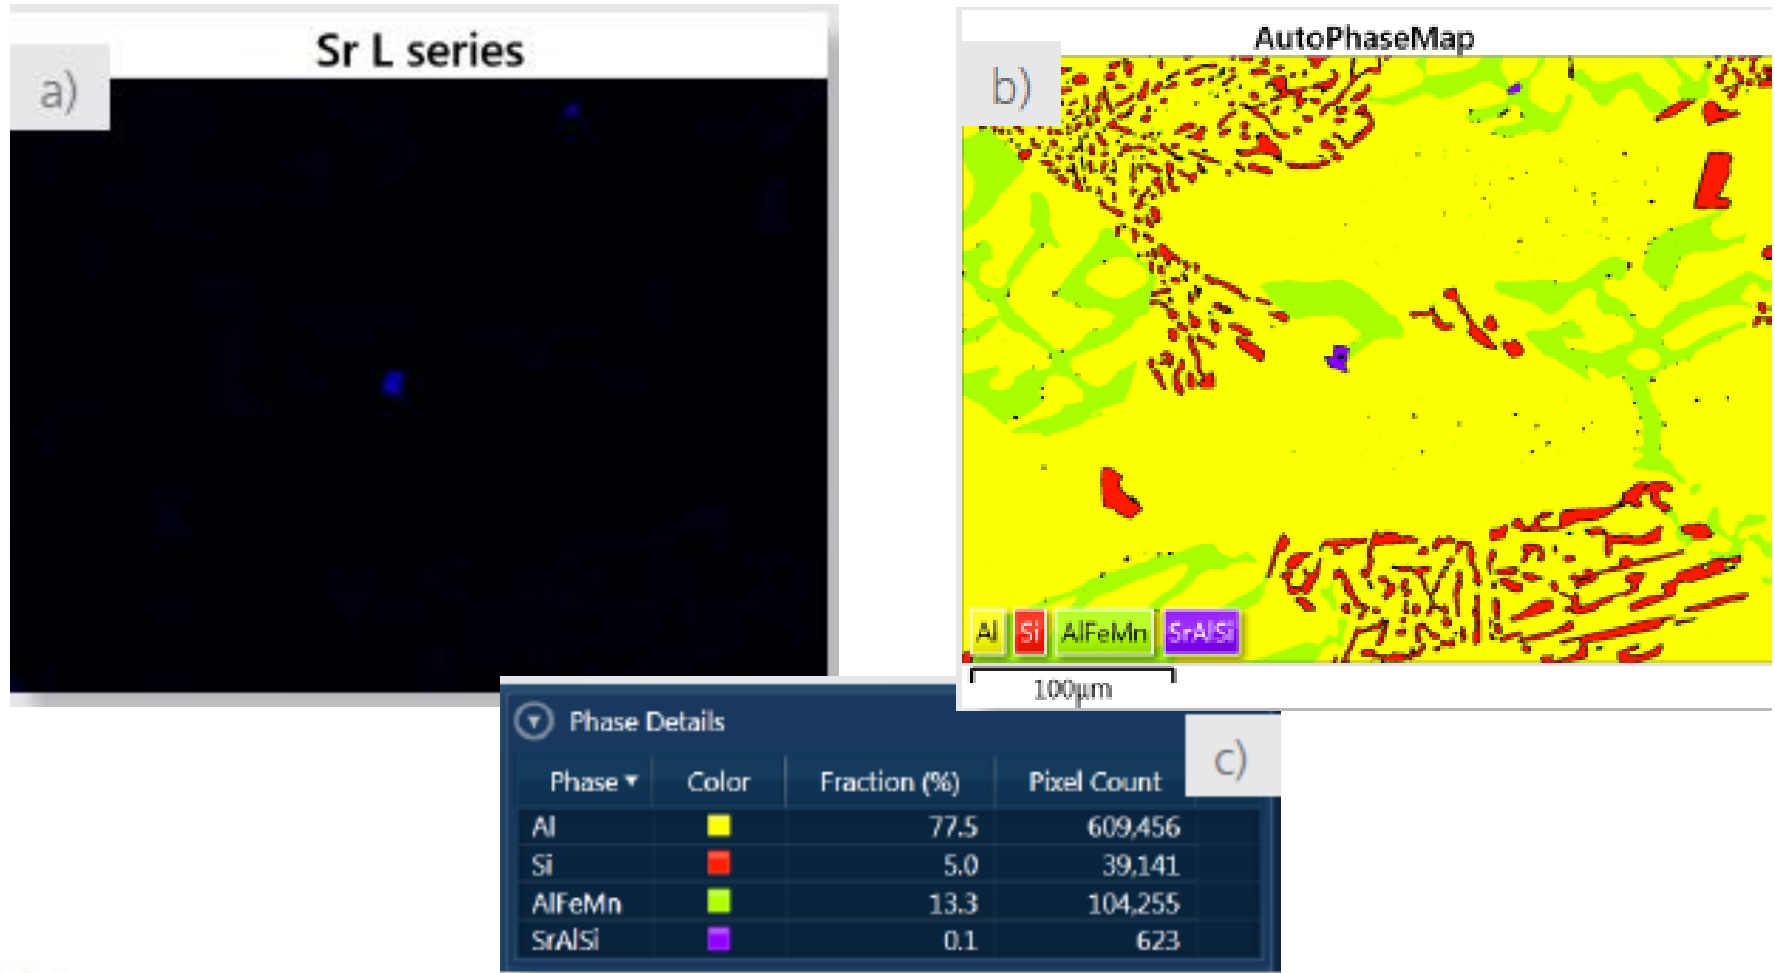 Sr L series
a)
AutoPhaseMap
b)
Al Si AlFeMn SrAlSi
100µm
Phase Details
c)
Phase Color Fraction (%) Pixel Count
Al 77.5 609,456
Si 5.0 39,141
AlFeMn 13.3 104,255
SrAlSi 0.1 623